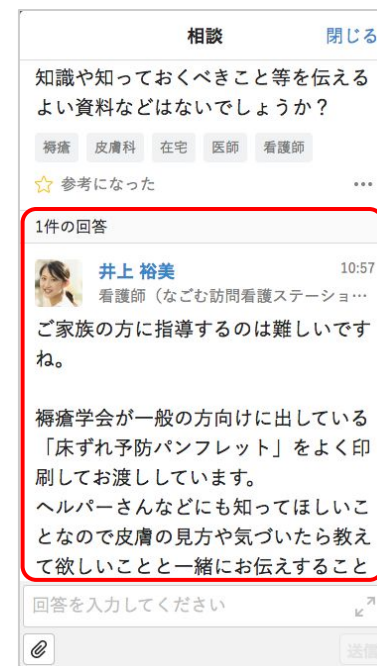 相談
閉じる
知識や知っておくべきこと等を伝える
よい資料などはないでしょうか？
褥瘡 皮膚科 在宅 医師 看護師
参考になった
1件の回答
井上 裕美 10:57
看護師（なごむ訪問看護ステーショ…
ご家族の方に指導するのは難しいです
ね。
褥瘡学会が一般の方向けに出している
「床ずれ予防パンフレット」をよく印
刷してお渡ししています。
ヘルパーさんなどにも知ってほしいこ
となので皮膚の見方や気づいたら教え
て欲しいことと一緒にお伝えすること
回答を入力してください
送信